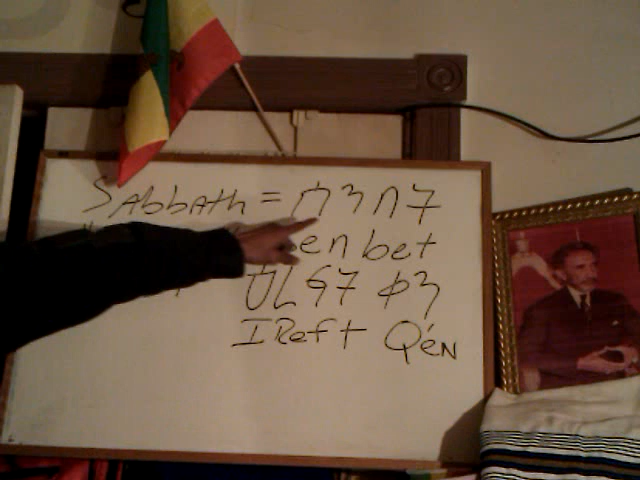 Sabbath = ሰንበት
enbet
ዕረፍት ቀን
IReft Qén